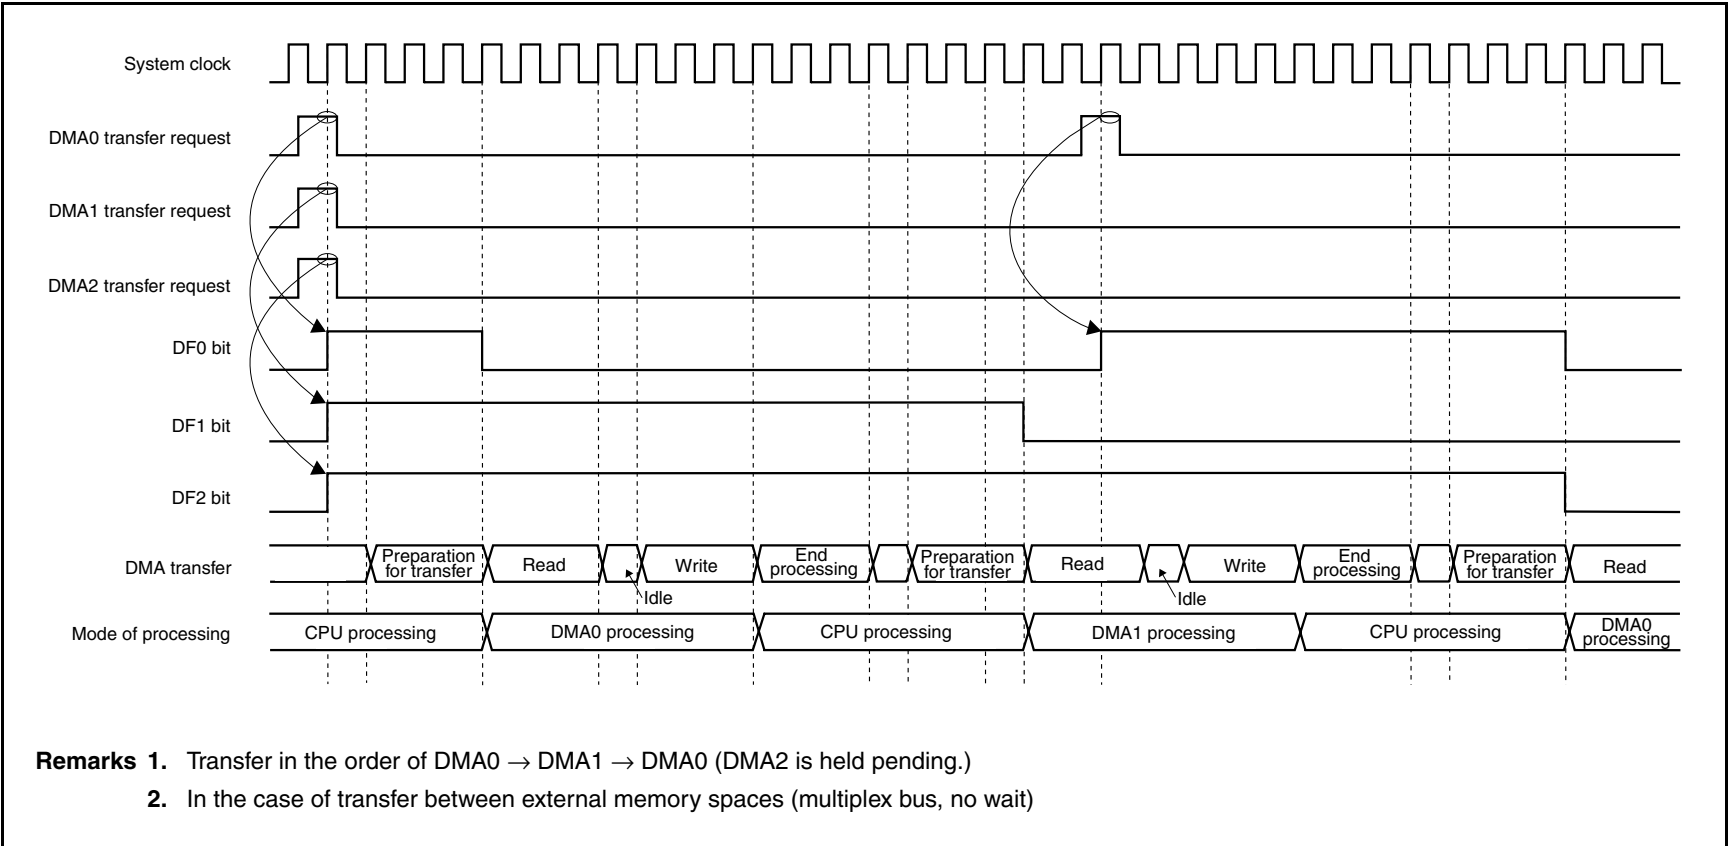 System clock
DMA0 transfer request
DMA1 transfer request
DMA2 transfer request
DF0 bit
DF1 bit
DF2 bit
DMA transfer
Preparation
for transfer
Read
Idle
Write
End
processing
Preparation
for transfer
Read
Idle
Write
End
processing
Preparation
for transfer
Read
Mode of processing
CPU processing
DMA0 processing
CPU processing
DMA1 processing
CPU processing
DMA0
processing
Remarks 1. Transfer in the order of DMA0 → DMA1 → DMA0 (DMA2 is held pending.)
2. In the case of transfer between external memory spaces (multiplex bus, no wait)